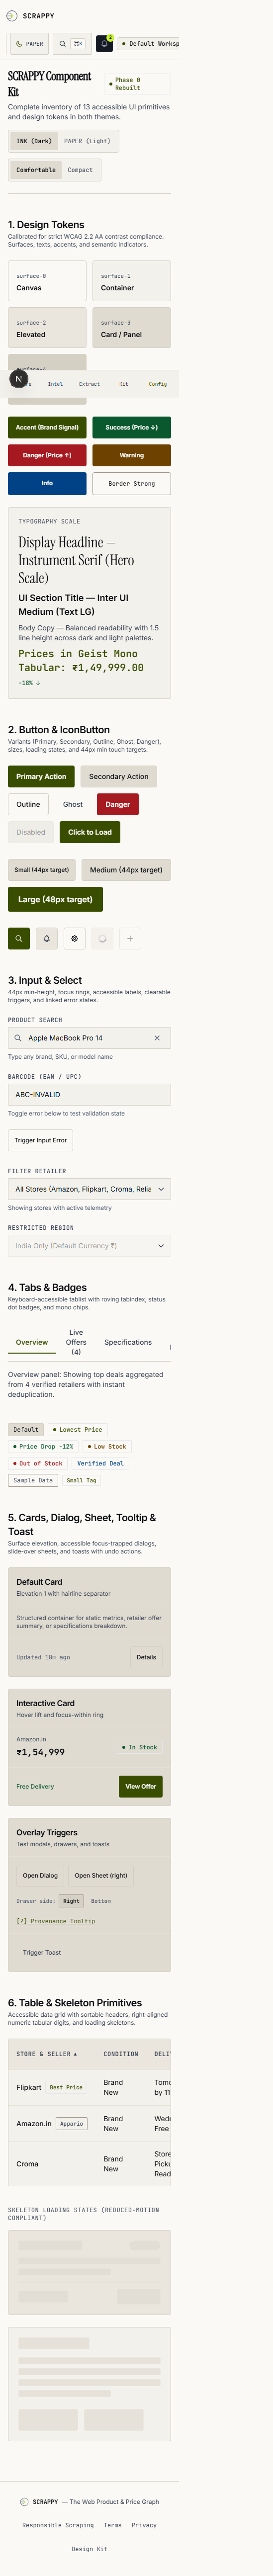 SCRAPPY
PAPER
⌘K
2
Default Worksp
SCRAPPY Component
Kit
Phase 0
Rebuilt
Complete inventory of 13 accessible UI primitives
and design tokens in both themes.
INK (Dark)
PAPER (Light)
Comfortable
Compact
1. Design Tokens
Calibrated for strict WCAG 2.2 AA contrast compliance.
Surfaces, texts, accents, and semantic indicators.
surface-0
Canvas
surface-1
Container
surface-2
Elevated
surface-3
Card / Panel
N
Intel
Extract
Kit
Config
Accent (Brand Signal)
Success (Price ↓)
Danger (Price ↑)
Warning
Info
Border Strong
TYPOGRAPHY SCALE
Display Headline —
Instrument Serif (Hero
Scale)
UI Section Title — Inter UI
Medium (Text LG)
Body Copy — Balanced readability with 1.5
line height across dark and light palettes.
Prices in Geist Mono
Tabular: ₹1,49,999.00
-18% ↓
2. Button & IconButton
Variants (Primary, Secondary, Outline, Ghost, Danger),
sizes, loading states, and 44px min touch targets.
Primary Action
Secondary Action
Outline
Ghost
Danger
Disabled
Click to Load
Small (44px target)
Medium (44px target)
Large (48px target)
3. Input & Select
44px min-height, focus rings, accessible labels, clearable
triggers, and linked error states.
PRODUCT SEARCH
Apple MacBook Pro 14
Type any brand, SKU, or model name
BARCODE (EAN / UPC)
ABC-INVALID
Toggle error below to test validation state
Trigger Input Error
FILTER RETAILER
All Stores (Amazon, Flipkart, Croma, Relia
Showing stores with active telemetry
RESTRICTED REGION
India Only (Default Currency ₹)
4. Tabs & Badges
Keyboard-accessible tablist with roving tabindex, status
dot badges, and mono chips.
Overview
Live
Offers
(4)
Specifications
Overview panel: Showing top deals aggregated
from 4 verified retailers with instant
deduplication.
Default
Lowest Price
Price Drop -12%
Low Stock
Out of Stock
Verified Deal
Sample Data
Small Tag
5. Cards, Dialog, Sheet, Tooltip &
Toast
Surface elevation, accessible focus-trapped dialogs,
slide-over sheets, and toasts with undo actions.
Default Card
Elevation 1 with hairline separator
Structured container for static metrics, retailer offer
summary, or specifications breakdown.
Updated 10m ago
Details
Interactive Card
Hover lift and focus-within ring
Amazon.in
₹1,54,999
In Stock
Free Delivery
View Offer
Overlay Triggers
Test modals, drawers, and toasts
Open Dialog
Open Sheet (right)
Drawer side:
Right
Bottom
[?] Provenance Tooltip
Trigger Toast
6. Table & Skeleton Primitives
Accessible data grid with sortable headers, right-aligned
numeric tabular digits, and loading skeletons.
STORE & SELLER ▲
CONDITION
DELI
Flipkart
Best Price
Brand
New
Tomo
by 11
Amazon.in
Appario
Brand
New
Wedn
Free
Croma
Brand
New
Store
Picku
Read
SKELETON LOADING STATES (REDUCED-MOTION
COMPLIANT)
SCRAPPY
— The Web Product & Price Graph
Responsible Scraping
Terms
Privacy
Design Kit